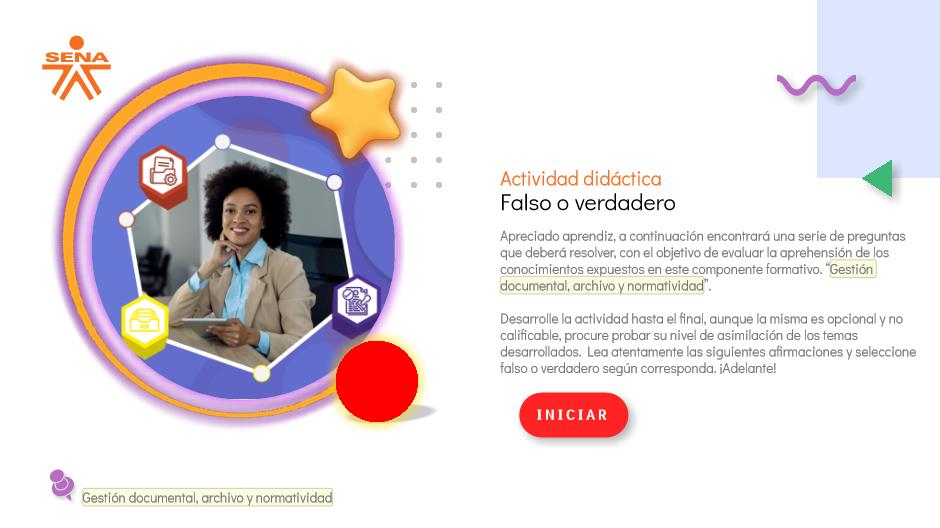 SENA
Actividad didáctica
Falso o verdadero
Apreciado aprendiz, a continuación encontrará una serie de preguntas
que deberá resolver, con el objetivo de evaluar la aprehensión de los
conocimientos expuestos en este componente formativo. “Gestión
documental, archivo y normatividad”.
Desarrolle la actividad hasta el final, aunque la misma es opcional y no
calificable, procure probar su nivel de asimilación de los temas
desarrollados. Lea atentamente las siguientes afirmaciones y seleccione
falso o verdadero según corresponda. ¡Adelante!
INICIAR
Gestión documental, archivo y normatividad